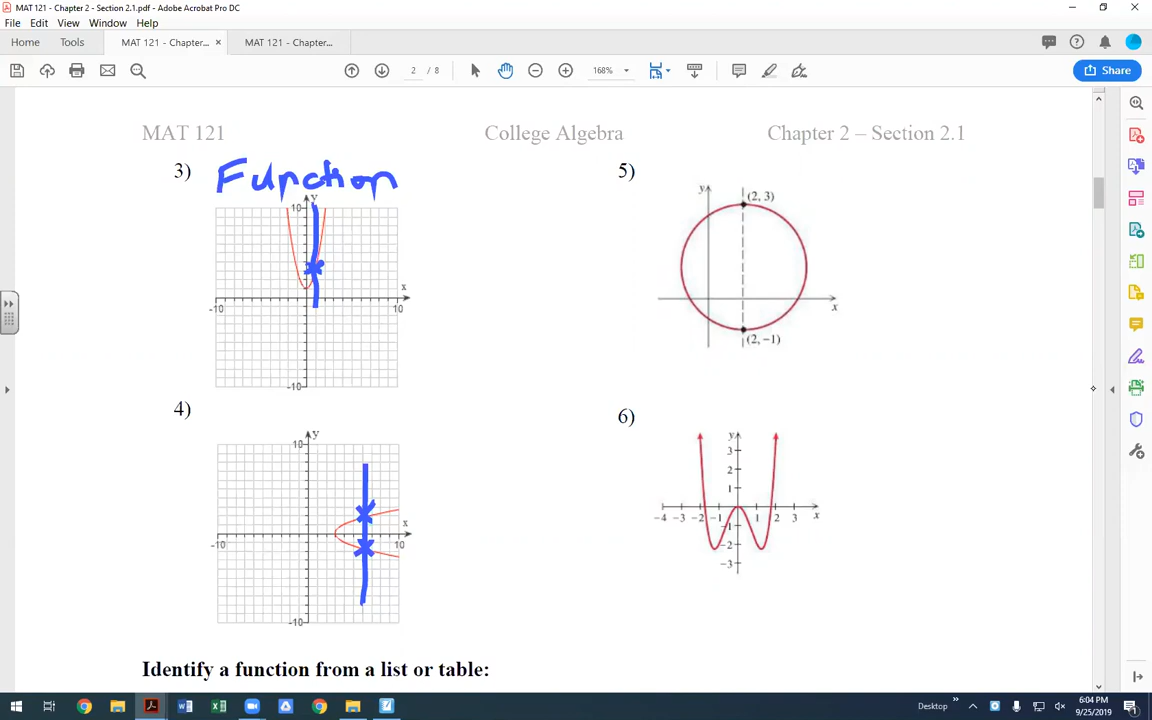 MAT 121 - Chapter 2 - Section 2.1.pdf - Adobe Acrobat Pro DC
File Edit View Window Help
Home Tools MAT 121 - Chapter... × MAT 121 - Chapter...
2 / 8 168% Share
MAT 121 College Algebra Chapter 2 – Section 2.1
3) Function
y
10
x
-10 10
-10
5)
y
(2, 3)
x
(2, −1)
4)
y
10
x
-10 10
-10
6)
y
3
2
1
−4 −3 −2 −1 1 2 3 x
−1
−2
−3
Identify a function from a list or table:
Desktop
6:04 PM
9/25/2019